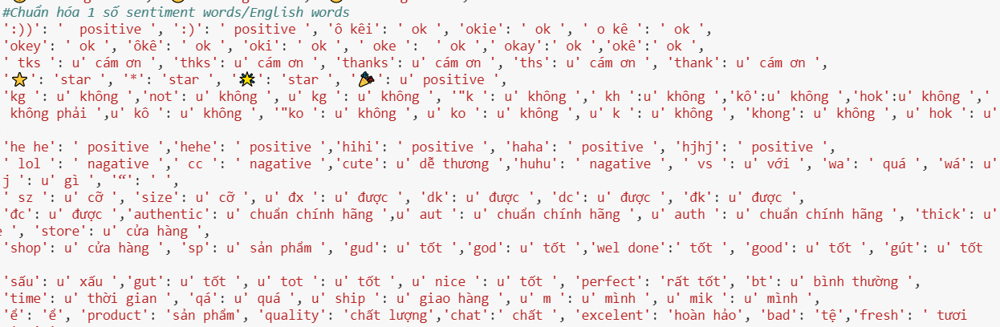 #Chuẩn hóa 1 số sentiment words/English words
':))': '  positive ', ':)': ' positive ', 'ô kêi': ' ok ', 'okie': ' ok ', ' o kê ': ' ok ',
'okey': ' ok ', 'ôkê': ' ok ', 'oki': ' ok ', ' oke ':  ' ok ',' okay':' ok ','okê':' ok ',
' tks ': u' cám ơn ', 'thks': u' cám ơn ', 'thanks': u' cám ơn ', 'ths': u' cám ơn ', 'thank': u' cám ơn ',
'⭐': 'star ', '*': 'star ', '🌟': 'star ', '🎉': u' positive ',
'kg ': u' không ','not': u' không ', u' kg ': u' không ', '"k ': u' không ',' kh ':u' không ','kô':u' không ','hok':u' không ','
không phải ',u' kô ': u' không ', '"ko ': u' không ', u' ko ': u' không ', u' k ': u' không ', 'khong': u' không ', u' hok ': u'
'he he': ' positive ','hehe': ' positive ','hihi': ' positive ', 'haha': ' positive ', 'hjhj': ' positive ',
' lol ': ' nagative ',' cc ': ' nagative ','cute': u' dễ thương ','huhu': ' nagative ', ' vs ': u' với ', 'wa': ' quá ', 'wá': u'
j ': u' gì ', '“': ' ',
' sz ': u' cỡ ', 'size': u' cỡ ', u' đx ': u' được ', 'dk': u' được ', 'dc': u' được ', 'đk': u' được ',
'đc': u' được ','authentic': u' chuẩn chính hãng ',u' aut ': u' chuẩn chính hãng ', u' auth ': u' chuẩn chính hãng ', 'thick': u'
', 'store': u' cửa hàng ',
'shop': u' cửa hàng ', 'sp': u' sản phẩm ', 'gud': u' tốt ','god': u' tốt ','wel done':' tốt ', 'good': u' tốt ', 'gút': u' tốt
'sấu': u' xấu ','gut': u' tốt ', u' tot ': u' tốt ', u' nice ': u' tốt ', 'perfect': 'rất tốt', 'bt': u' bình thường ',
'time': u' thời gian ', 'qá': u' quá ', u' ship ': u' giao hàng ', u' m ': u' mình ', u' mik ': u' mình ',
'ể': 'ể', 'product': 'sản phẩm', 'quality': 'chất lượng','chat':' chất ', 'excelent': 'hoàn hảo', 'bad': 'tệ','fresh': ' tươi